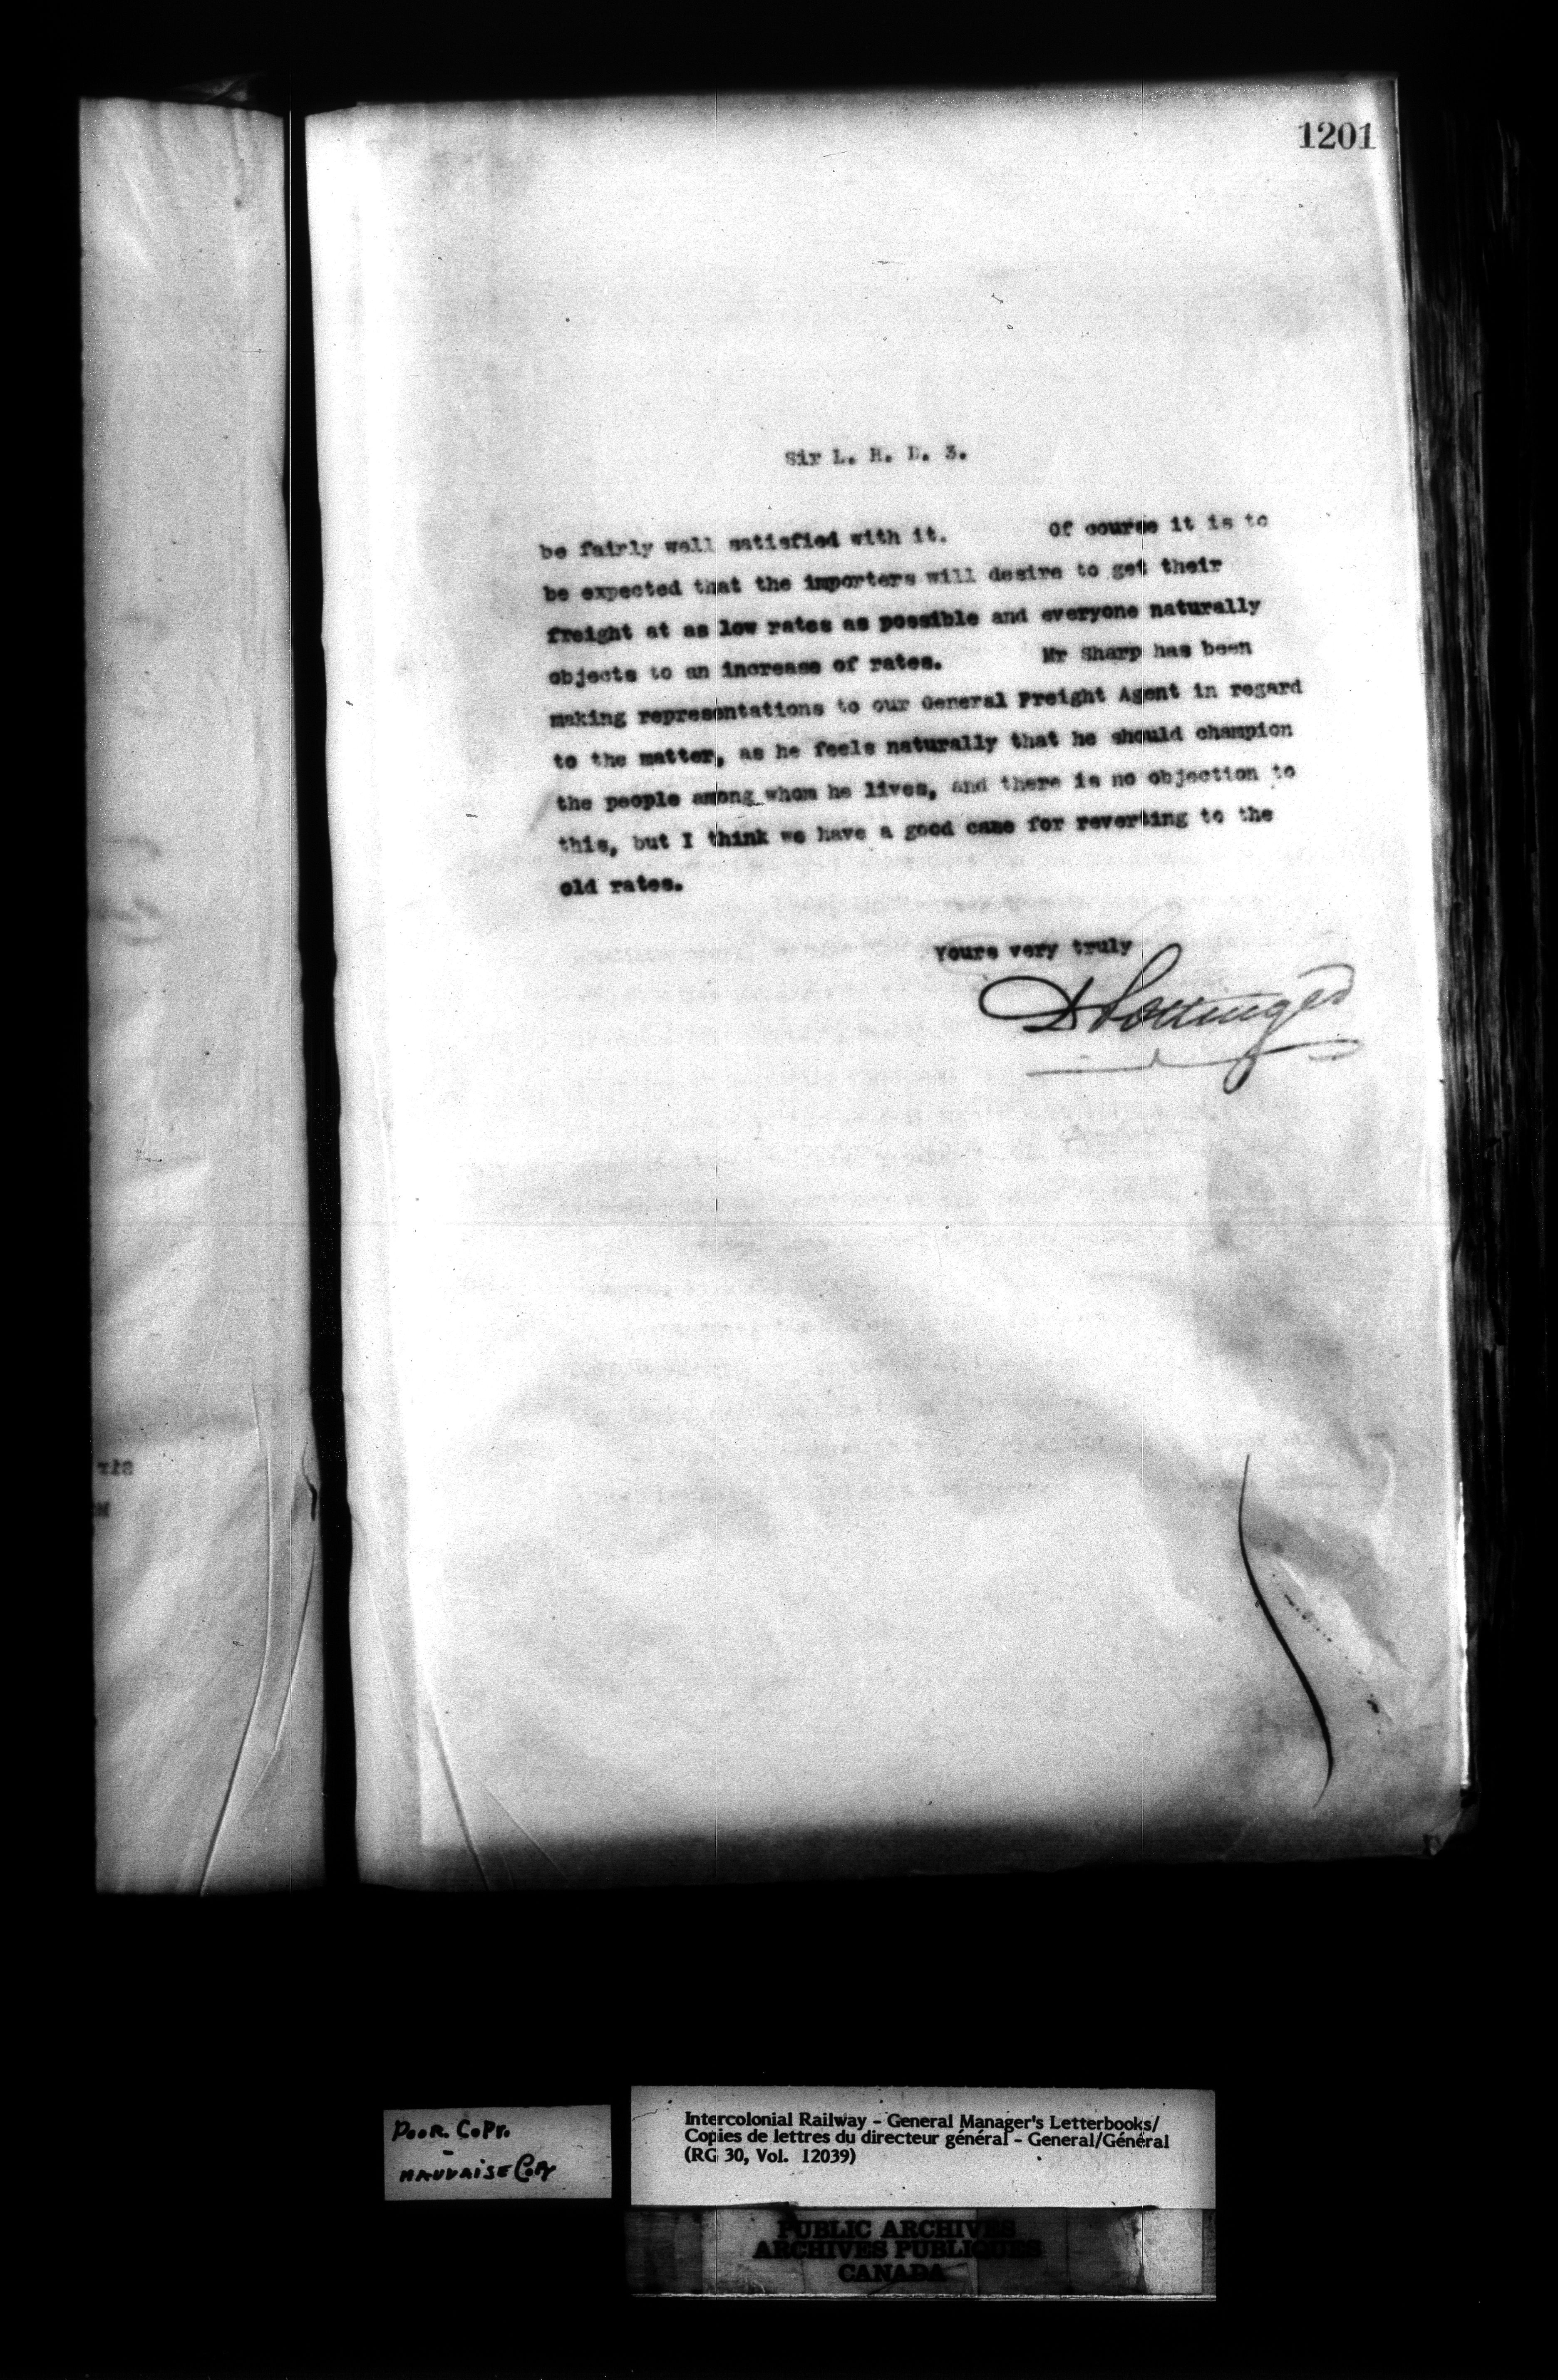 1201
Sir L. H. D. 3.
be fairly well satisfied with it. Of course it is to
be expected that the importers will desire to get their
freight at as low rates as possible and everyone naturally
objects to an increase of rates. Mr Sharp has been
making representations to our General Freight Agent in regard
to the matter, as he feels naturally that he should champion
the people among whom he lives, and there is no objection to
this, but I think we have a good case for reverting to the
old rates.
Yours very truly
D Pottinger
Sir
M
POOR COPY.
-
MAUVAISE COPY
Intercolonial Railway - General Manager's Letterbooks/
Copies de lettres du directeur général - General/Général
(RG 30, Vol. 12039)
PUBLIC ARCHIVES
ARCHIVES PUBLIQUES
CANADA